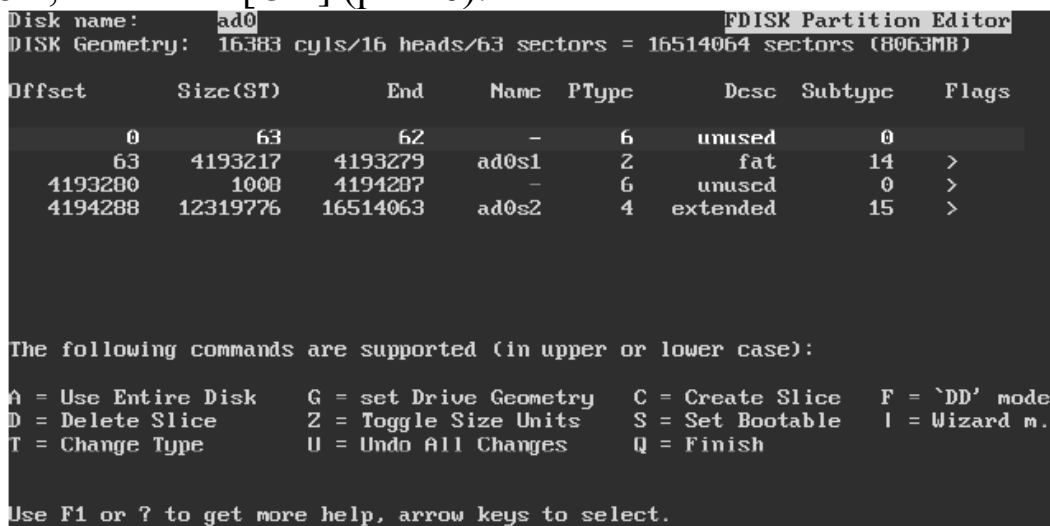 Disk name: ad0 FDISK Partition Editor
DISK Geometry: 16383 cyls/16 heads/63 sectors = 16514064 sectors (8063MB)
Offset Size(ST) End Name PType Desc Subtype Flags
0 63 62 - 6 unused 0
63 4193217 4193279 ad0s1 2 fat 14 >
4193280 1008 4194287 - 6 unused 0 >
4194288 12319776 16514063 ad0s2 4 extended 15 >
The following commands are supported (in upper or lower case):
A = Use Entire Disk G = set Drive Geometry C = Create Slice F = `DD' mode
D = Delete Slice Z = Toggle Size Units S = Set Bootable | = Wizard m.
T = Change Type U = Undo All Changes Q = Finish
Use F1 or ? to get more help, arrow keys to select.